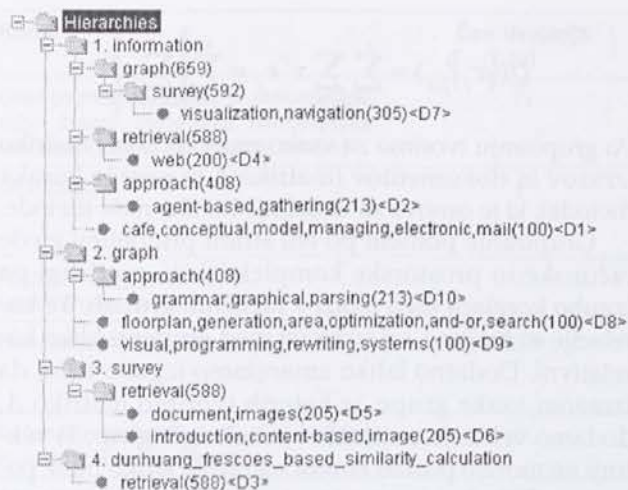 Hierarchies
1. information
graph(659)
survey(592)
visualization,navigation(305)<D7>
retrieval(588)
web(200)<D4>
approach(408)
agent-based,gathering(213)<D2>
cafe,conceptual,model,managing,electronic,mail(100)<D1>
2. graph
approach(408)
grammar,graphical,parsing(213)<D10>
floorplan,generation,area,optimization,and-or,search(100)<D8>
visual,programming,rewriting,systems(100)<D9>
3. survey
retrieval(588)
document,images(205)<D5>
introduction,content-based,image(205)<D6>
4. dunhuang_frescoes_based_similarity_calculation
retrieval(588)<D3>